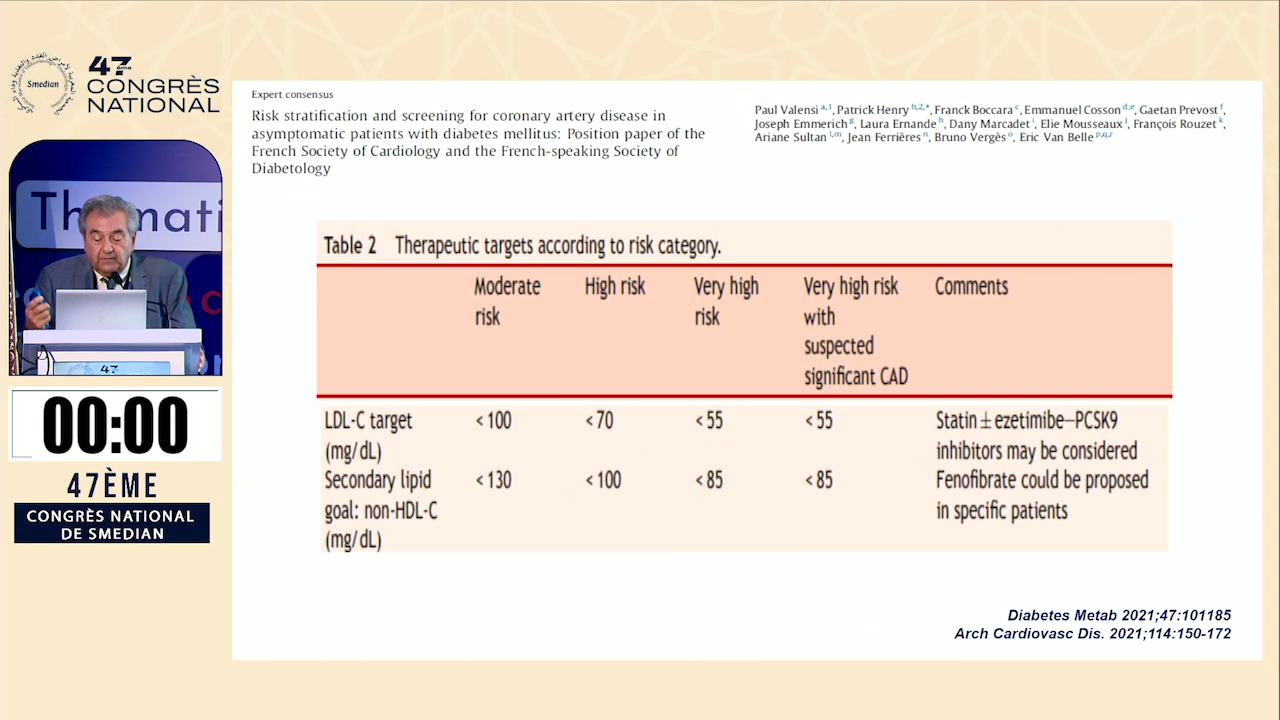 Smedian
47ème
CONGRÈS
NATIONAL
Th mati
47
00:00
47ÈME
CONGRÈS NATIONAL
DE SMEDIAN
Expert consensus
Risk stratification and screening for coronary artery disease in
asymptomatic patients with diabetes mellitus: Position paper of the
French Society of Cardiology and the French-speaking Society of
Diabetology
Paul Valensi a,1, Patrick Henry b,2,*, Franck Boccara c, Emmanuel Cosson d,e, Gaetan Prevost f,
Joseph Emmerich g, Laura Ernande h, Dany Marcadet i, Elie Mousseaux j, François Rouzet k,
Ariane Sultan l,m, Jean Ferrières n, Bruno Vergès o, Eric Van Belle p,q,r
Table 2 Therapeutic targets according to risk category.
Moderate risk High risk Very high risk Very high risk with suspected significant CAD Comments
LDL-C target (mg/dL) < 100 < 70 < 55 < 55 Statin ± ezetimibe–PCSK9 inhibitors may be considered
Secondary lipid goal: non-HDL-C (mg/dL) < 130 < 100 < 85 < 85 Fenofibrate could be proposed in specific patients
Diabetes Metab 2021;47:101185
Arch Cardiovasc Dis. 2021;114:150-172